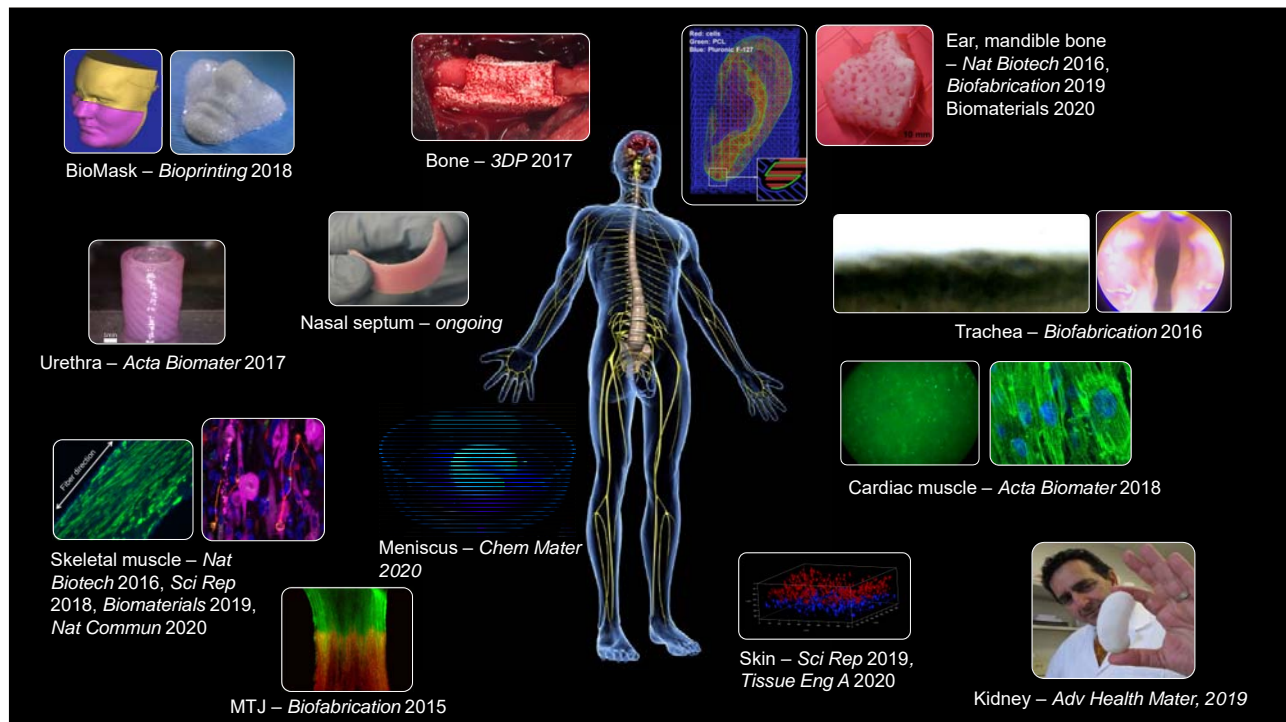 Red: cells
Green: PCL
Blue: Pluronic F-127
10 mm
Ear, mandible bone
– Nat Biotech 2016,
Biofabrication 2019
Biomaterials 2020
BioMask – Bioprinting 2018
Bone – 3DP 2017
Nasal septum – ongoing
Trachea – Biofabrication 2016
Urethra – Acta Biomater 2017
Cardiac muscle – Acta Biomater 2018
Fiber direction
Skeletal muscle – Nat
Biotech 2016, Sci Rep
2018, Biomaterials 2019,
Nat Commun 2020
Meniscus – Chem Mater
2020
MTJ – Biofabrication 2015
Skin – Sci Rep 2019,
Tissue Eng A 2020
Kidney – Adv Health Mater, 2019